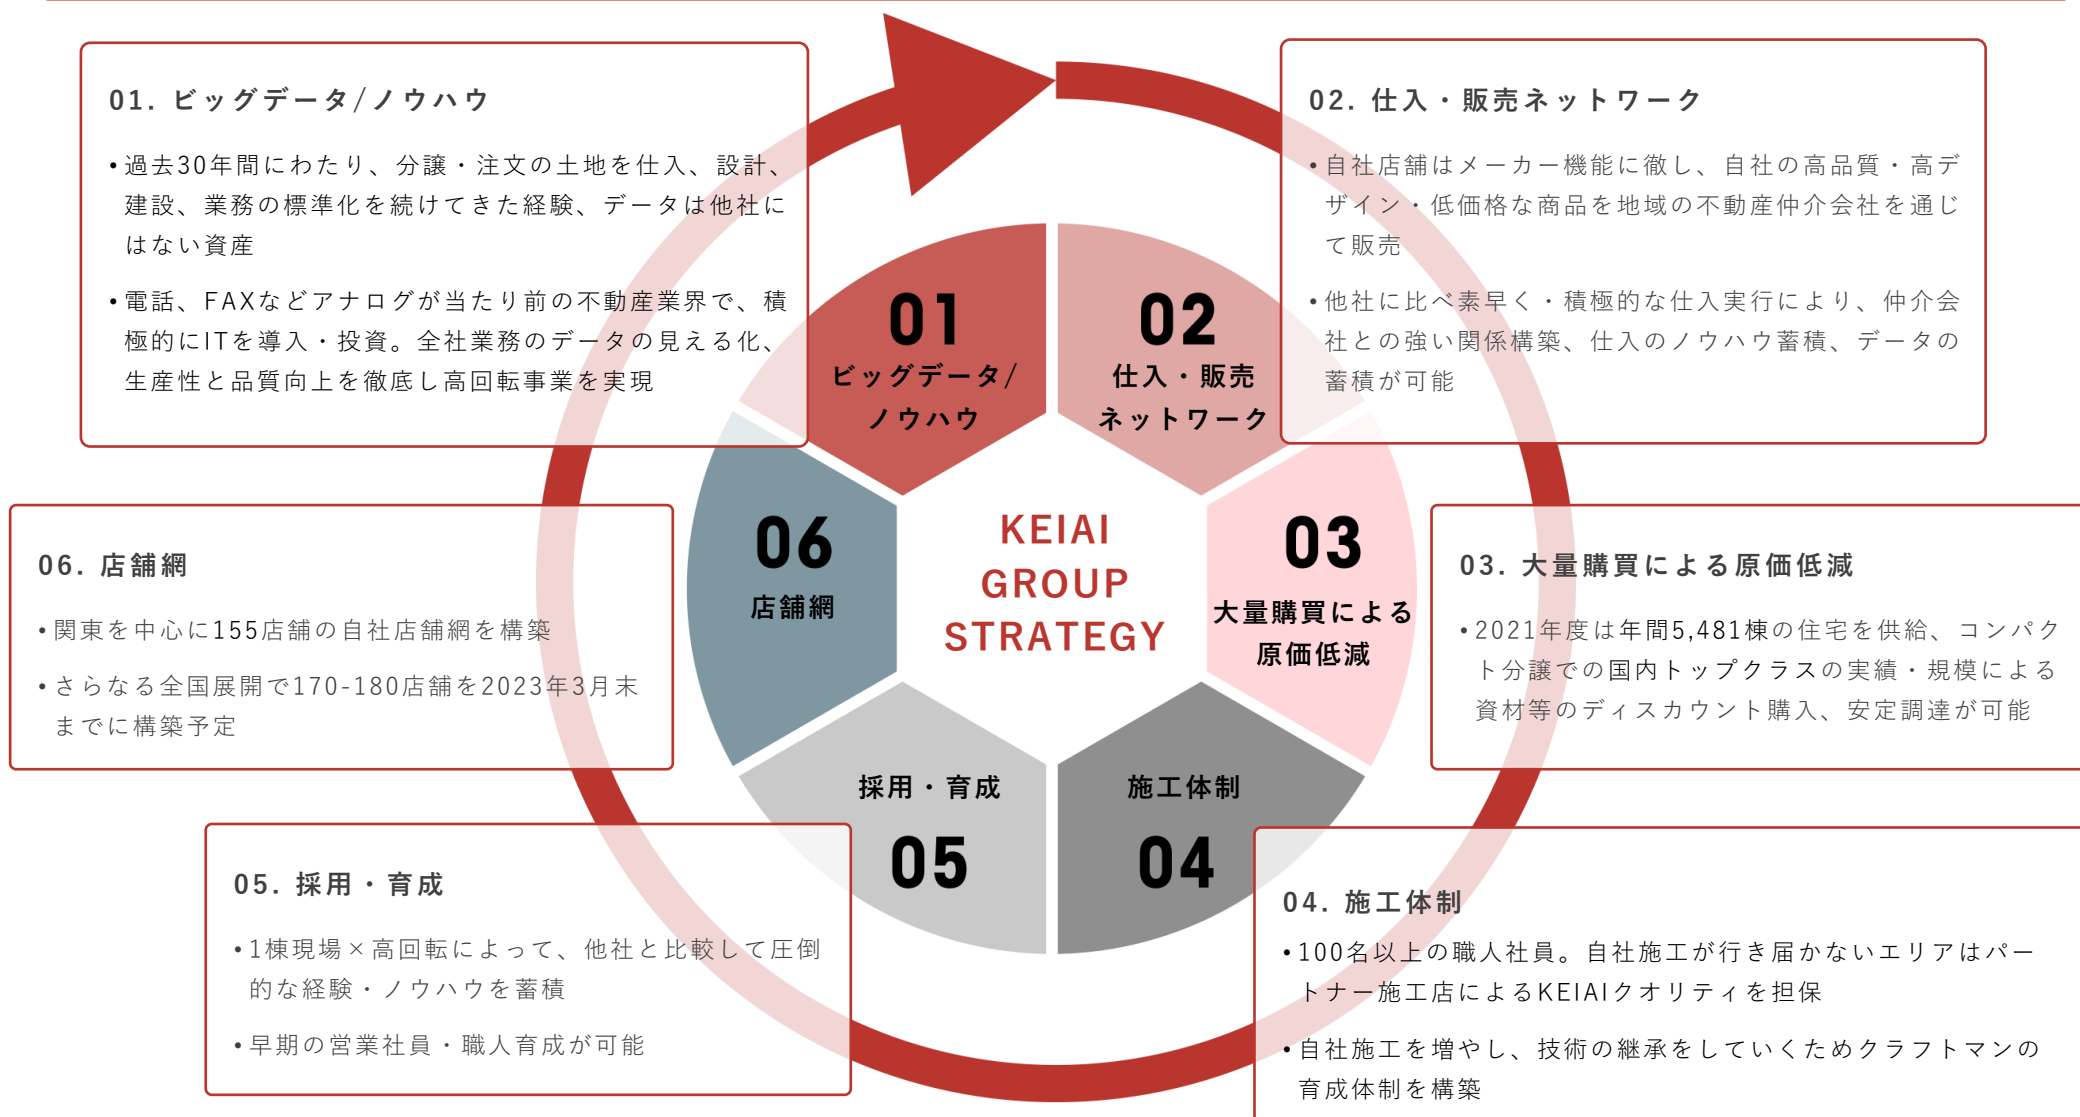 01. ビッグデータ/ノウハウ
•過去30年間にわたり、分譲・注文の土地を仕入、設計、
建設、業務の標準化を続けてきた経験、データは他社に
はない資産
•電話、FAXなどアナログが当たり前の不動産業界で、積
極的にITを導入・投資。全社業務のデータの見える化、
生産性と品質向上を徹底し高回転事業を実現
02. 仕入・販売ネットワーク
•自社店舗はメーカー機能に徹し、自社の高品質・高デ
ザイン・低価格な商品を地域の不動産仲介会社を通じ
て販売
•他社に比べ素早く・積極的な仕入実行により、仲介会
社との強い関係構築、仕入のノウハウ蓄積、データの
蓄積が可能
01
ビッグデータ/
ノウハウ
02
仕入・販売
ネットワーク
06
店舗網
KEIAI
GROUP
STRATEGY
03
大量購買による
原価低減
採用・育成
05
施工体制
04
06. 店舗網
•関東を中心に155店舗の自社店舗網を構築
•さらなる全国展開で170-180店舗を2023年3月末
までに構築予定
03. 大量購買による原価低減
•2021年度は年間5,481棟の住宅を供給、コンパク
ト分譲での国内トップクラスの実績・規模による
資材等のディスカウント購入、安定調達が可能
05. 採用・育成
•1棟現場×高回転によって、他社と比較して圧倒
的な経験・ノウハウを蓄積
•早期の営業社員・職人育成が可能
04. 施工体制
•100名以上の職人社員。自社施工が行き届かないエリアはパー
トナー施工店によるKEIAIクオリティを担保
•自社施工を増やし、技術の継承をしていくためクラフトマンの
育成体制を構築